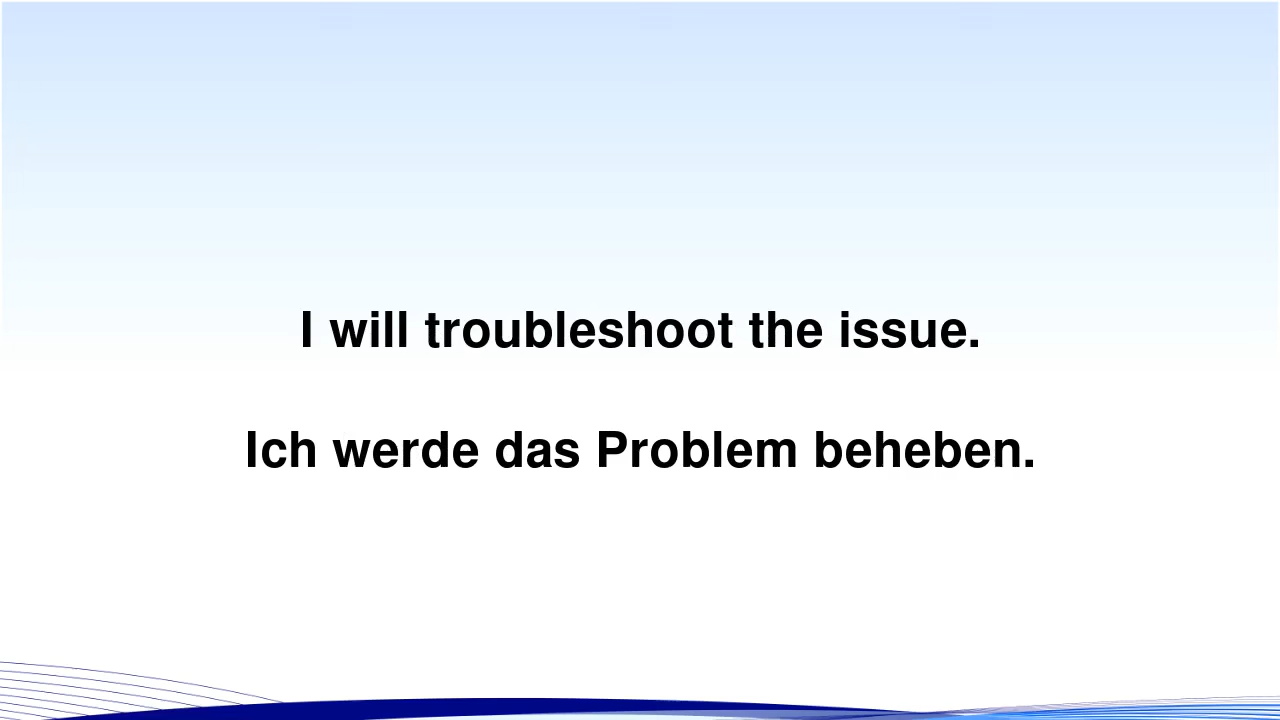 I will troubleshoot the issue.
Ich werde das Problem beheben.